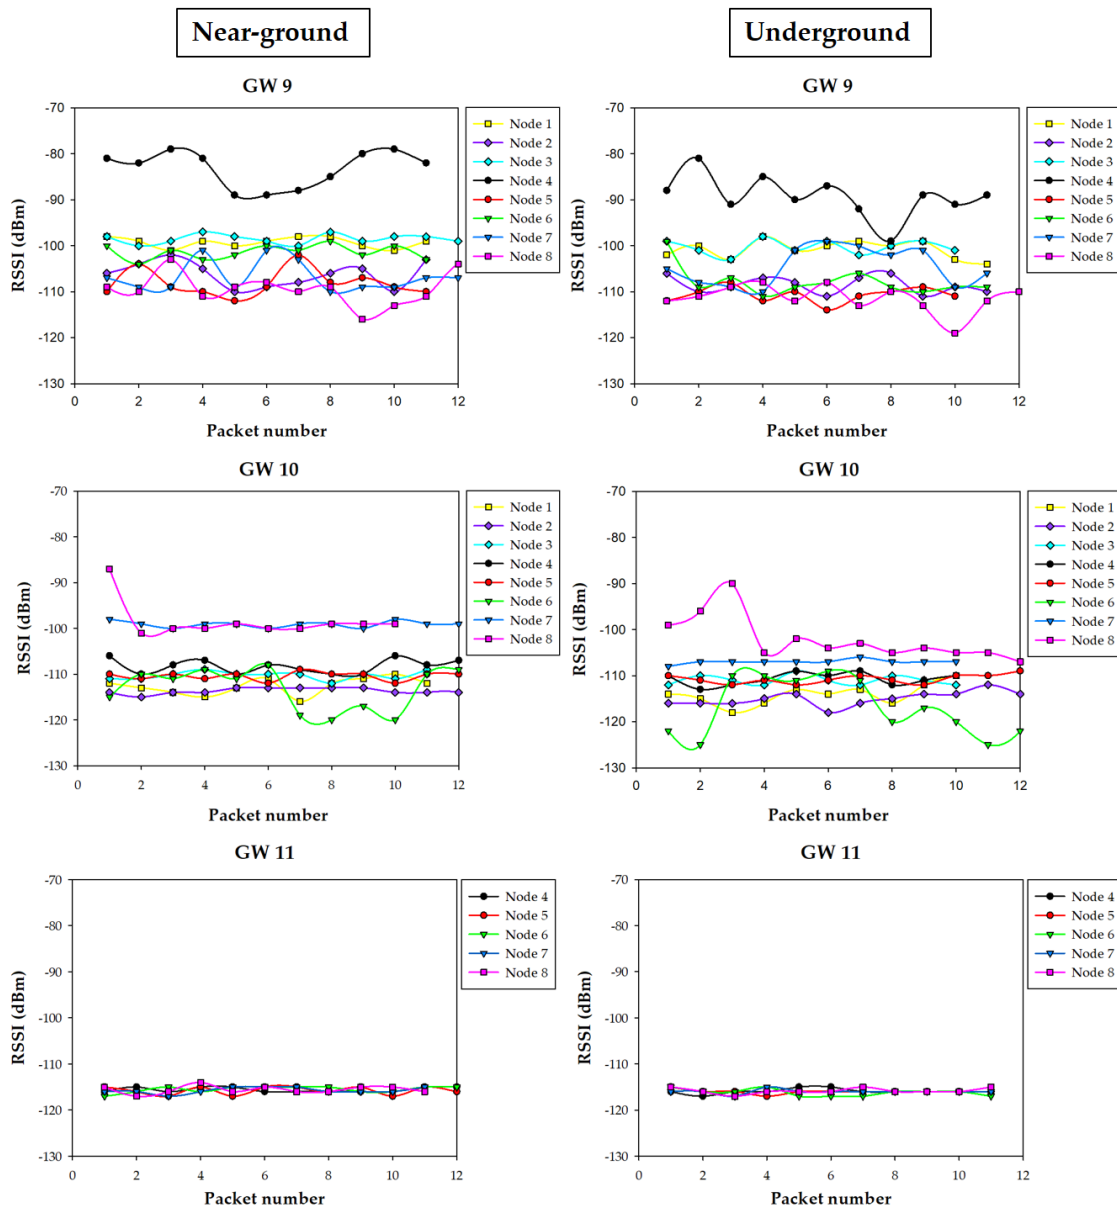 Near-ground
Underground
GW 9
GW 9
-70
-80
-90
-100
-110
-120
-130
RSSI (dBm)
0 2 4 6 8 10 12
Packet number
Node 1
Node 2
Node 3
Node 4
Node 5
Node 6
Node 7
Node 8
-70
-80
-90
-100
-110
-120
-130
RSSI (dBm)
0 2 4 6 8 10 12
Packet number
Node 1
Node 2
Node 3
Node 4
Node 5
Node 6
Node 7
Node 8
GW 10
GW 10
-70
-80
-90
-100
-110
-120
-130
RSSI (dBm)
0 2 4 6 8 10 12
Packet number
Node 1
Node 2
Node 3
Node 4
Node 5
Node 6
Node 7
Node 8
-70
-80
-90
-100
-110
-120
-130
RSSI (dBm)
0 2 4 6 8 10 12
Packet number
Node 1
Node 2
Node 3
Node 4
Node 5
Node 6
Node 7
Node 8
GW 11
GW 11
-70
-80
-90
-100
-110
-120
-130
RSSI (dBm)
0 2 4 6 8 10 12
Packet number
Node 4
Node 5
Node 6
Node 7
Node 8
-70
-80
-90
-100
-110
-120
-130
RSSI (dBm)
0 2 4 6 8 10 12
Packet number
Node 4
Node 5
Node 6
Node 7
Node 8